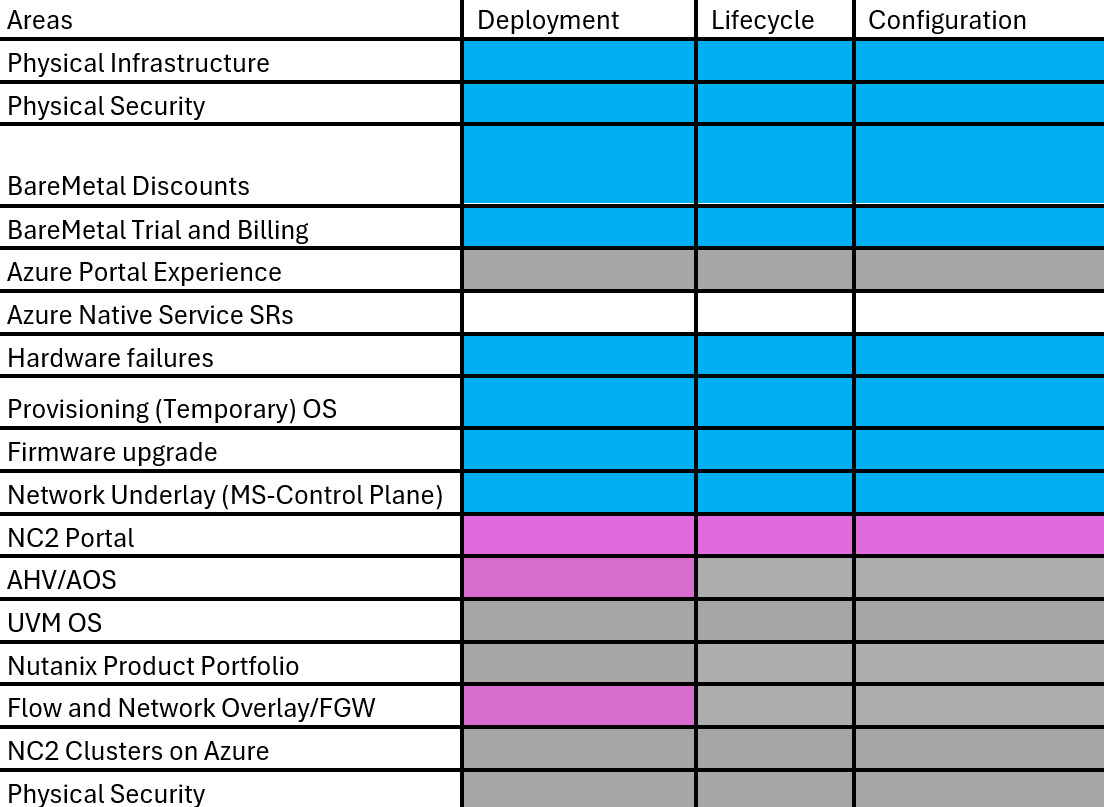 Areas Deployment Lifecycle Configuration
Physical Infrastructure
Physical Security
BareMetal Discounts
BareMetal Trial and Billing
Azure Portal Experience
Azure Native Service SRs
Hardware failures
Provisioning (Temporary) OS
Firmware upgrade
Network Underlay (MS-Control Plane)
NC2 Portal
AHV/AOS
UVM OS
Nutanix Product Portfolio
Flow and Network Overlay/FGW
NC2 Clusters on Azure
Physical Security